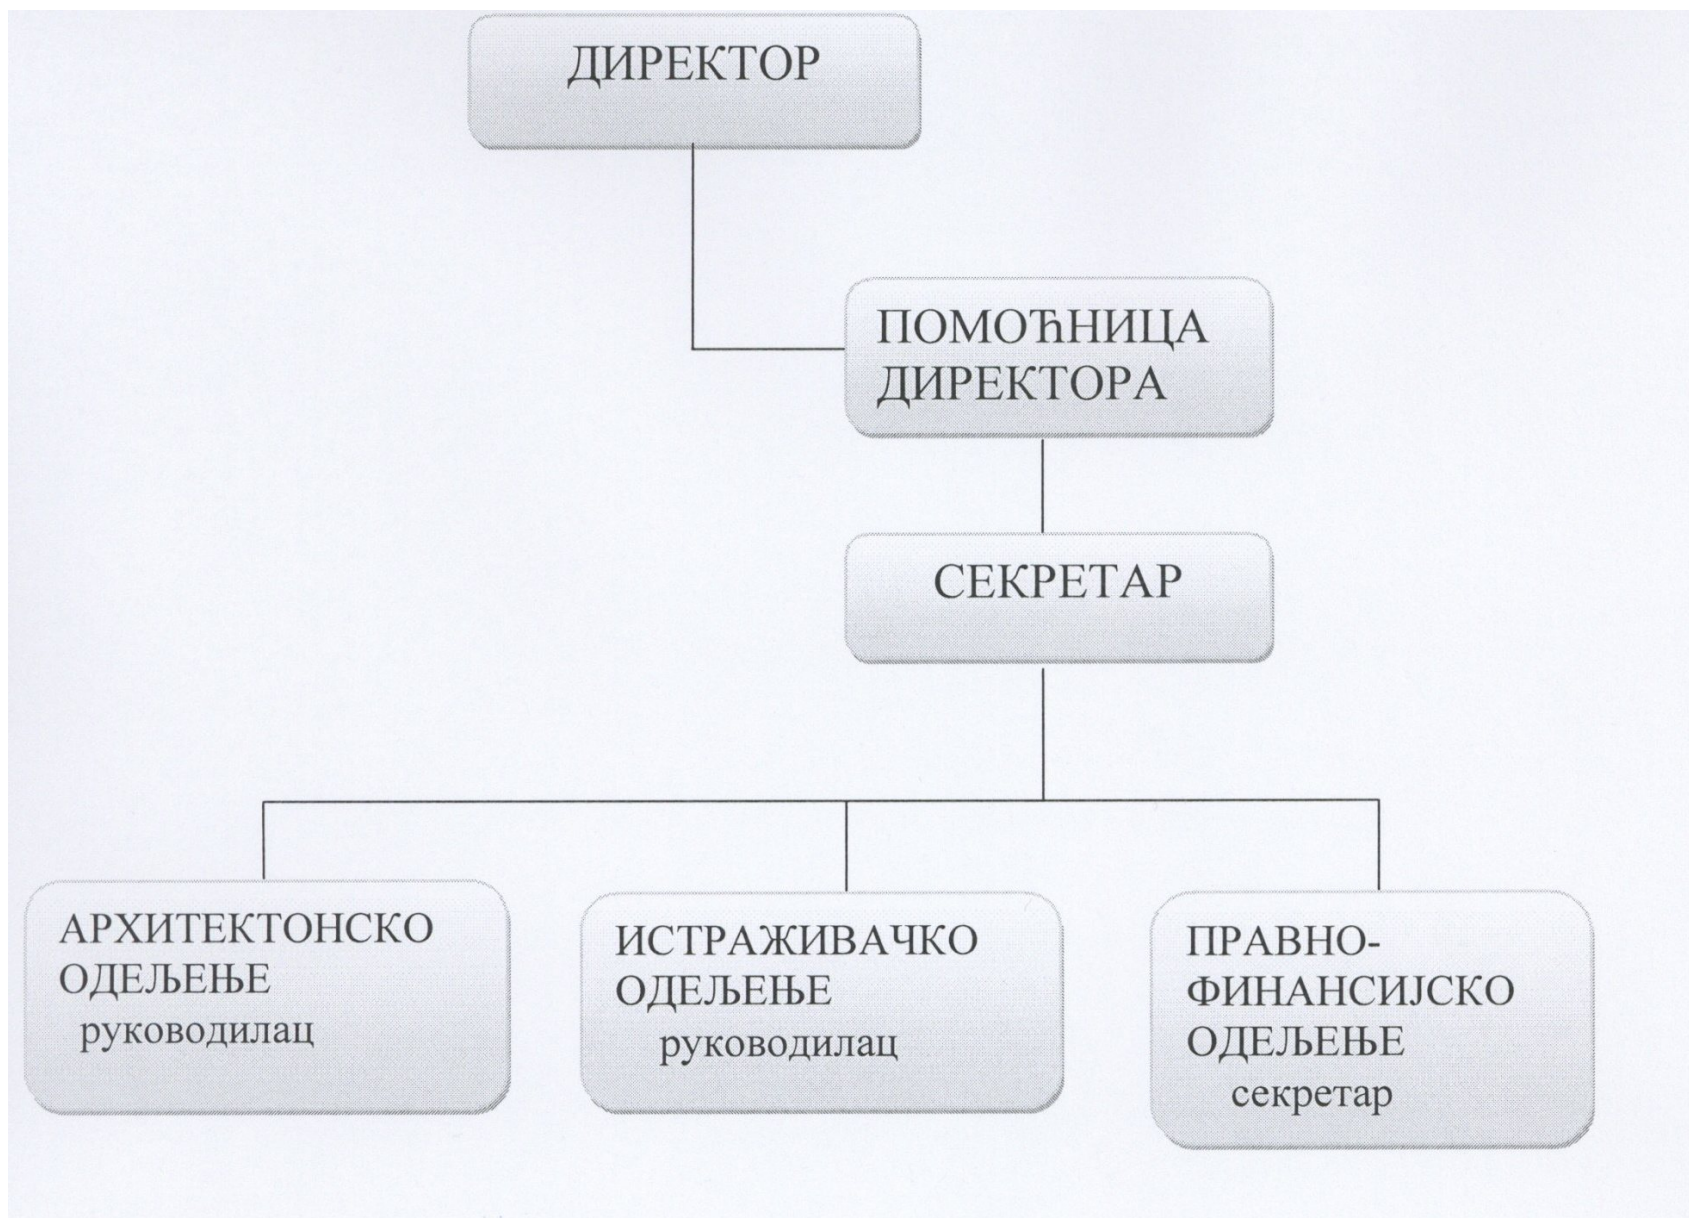 ДИРЕКТОР
ПОМОЋНИЦА
ДИРЕКТОРА
СЕКРЕТАР
АРХИТЕКТОНСКО
ОДЕЉЕЊЕ
руководилац
ИСТРАЖИВАЧКО
ОДЕЉЕЊЕ
руководилац
ПРАВНО-
ФИНАНСИЈСКО
ОДЕЉЕЊЕ
секретар